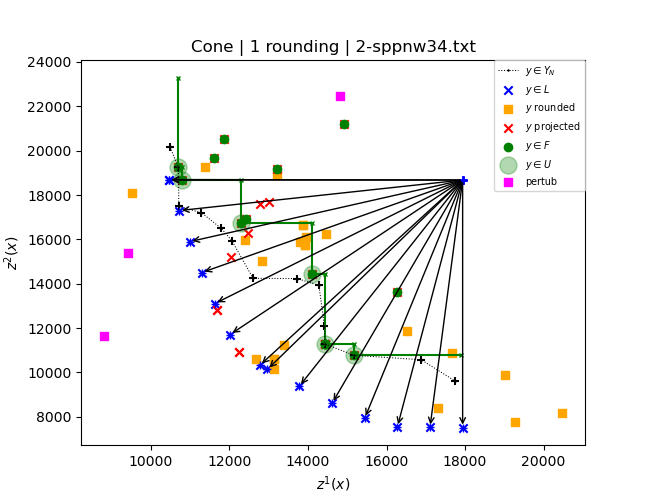 Cone | 1 rounding | 2-sppnw34.txt
24000
22000
20000
18000
16000
14000
12000
10000
8000
z²(x)
10000 12000 14000 16000 18000 20000
z¹(x)
y ∈ Y_N
y ∈ L
y rounded
y projected
y ∈ F
y ∈ U
pertub